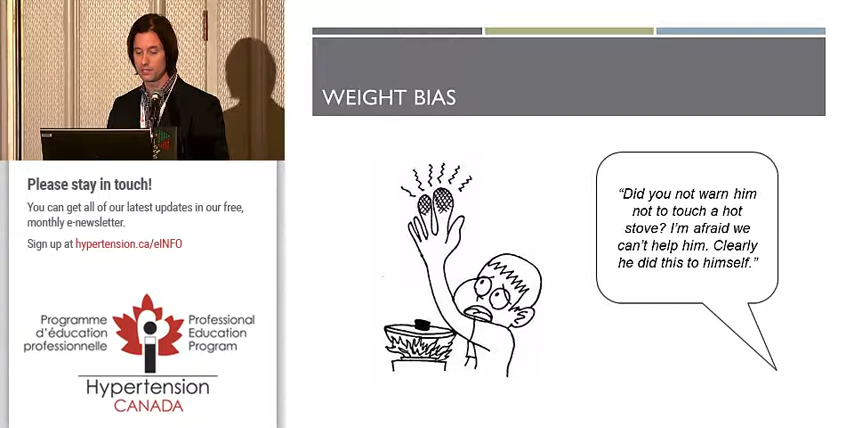 Please stay in touch!
You can get all of our latest updates in our free,
monthly e-newsletter.
Sign up at hypertension.ca/eINFO
Programme
d'éducation
professionnelle
Professional
Education
Program
Hypertension
CANADA
WEIGHT BIAS
“Did you not warn him
not to touch a hot
stove? I’m afraid we
can’t help him. Clearly
he did this to himself.”